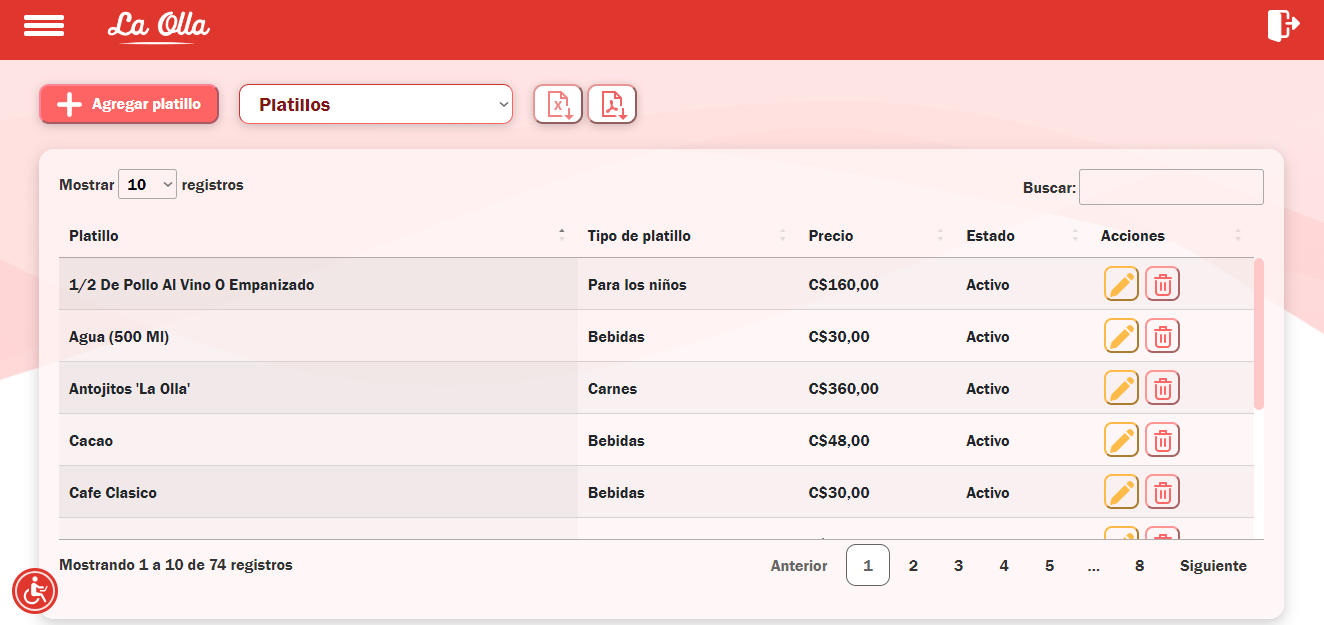 La Olla
Agregar platillo Platillos
Mostrar 10 registros Buscar:
Platillo Tipo de platillo Precio Estado Acciones
1/2 De Pollo Al Vino O Empanizado Para los niños C$160,00 Activo
Agua (500 Ml) Bebidas C$30,00 Activo
Antojitos 'La Olla' Carnes C$360,00 Activo
Cacao Bebidas C$48,00 Activo
Cafe Clasico Bebidas C$30,00 Activo
Mostrando 1 a 10 de 74 registros Anterior 1 2 3 4 5 ... 8 Siguiente